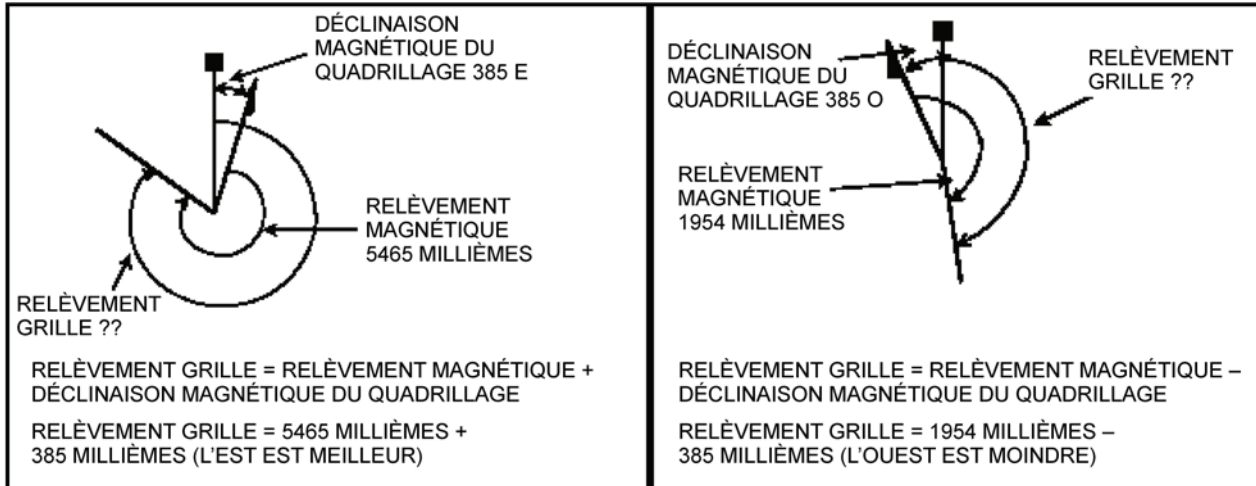 DÉCLINAISON
MAGNÉTIQUE DU
QUADRILLAGE 385 E
RELÈVEMENT
MAGNÉTIQUE
5465 MILLIÈMES
RELÈVEMENT
GRILLE ??
RELÈVEMENT GRILLE = RELÈVEMENT MAGNÉTIQUE +
DÉCLINAISON MAGNÉTIQUE DU QUADRILLAGE
RELÈVEMENT GRILLE = 5465 MILLIÈMES +
385 MILLIÈMES (L'EST EST MEILLEUR)
DÉCLINAISON
MAGNÉTIQUE DU
QUADRILLAGE 385 O
RELÈVEMENT
GRILLE ??
RELÈVEMENT
MAGNÉTIQUE
1954 MILLIÈMES
RELÈVEMENT GRILLE = RELÈVEMENT MAGNÉTIQUE –
DÉCLINAISON MAGNÉTIQUE DU QUADRILLAGE
RELÈVEMENT GRILLE = 1954 MILLIÈMES –
385 MILLIÈMES (L'OUEST EST MOINDRE)